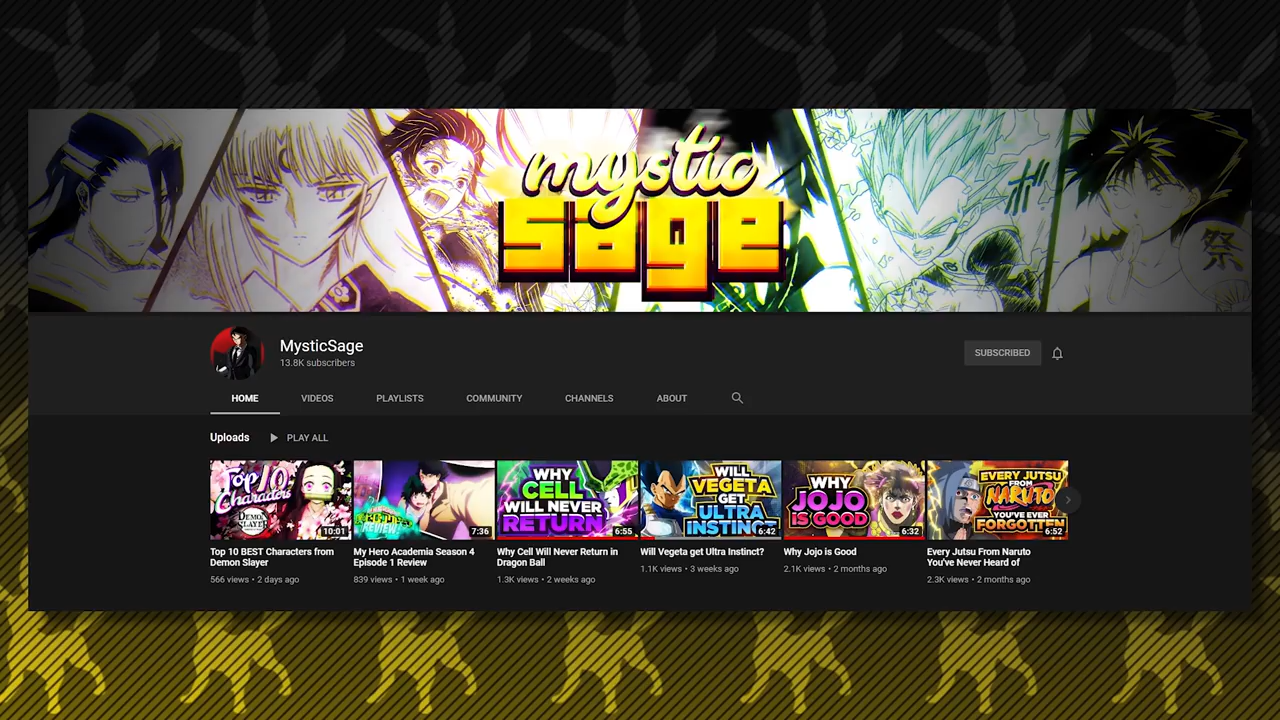 mystic
sage
祭
MysticSage
13.8K subscribers
SUBSCRIBED
HOME VIDEOS PLAYLISTS COMMUNITY CHANNELS ABOUT
Uploads PLAY ALL
Top 10
Characters
DEMON
SLAYER
10:01
REVIEW
7:36
WHY
CELL
WILL NEVER
RETURN
6:55
WILL
VEGETA
GET
ULTRA
INSTINCT
6:42
WHY
JOJO
IS GOOD
6:32
EVERY JUTSU
FROM
NARUTO
YOU'VE EVER
FORGOTTEN
6:52
Top 10 BEST Characters from
Demon Slayer
566 views • 2 days ago
My Hero Academia Season 4
Episode 1 Review
839 views • 1 week ago
Why Cell Will Never Return in
Dragon Ball
1.3K views • 2 weeks ago
Will Vegeta get Ultra Instinct?
1.1K views • 3 weeks ago
Why Jojo is Good
2.1K views • 2 months ago
Every Jutsu From Naruto
You've Never Heard of
2.3K views • 2 months ago